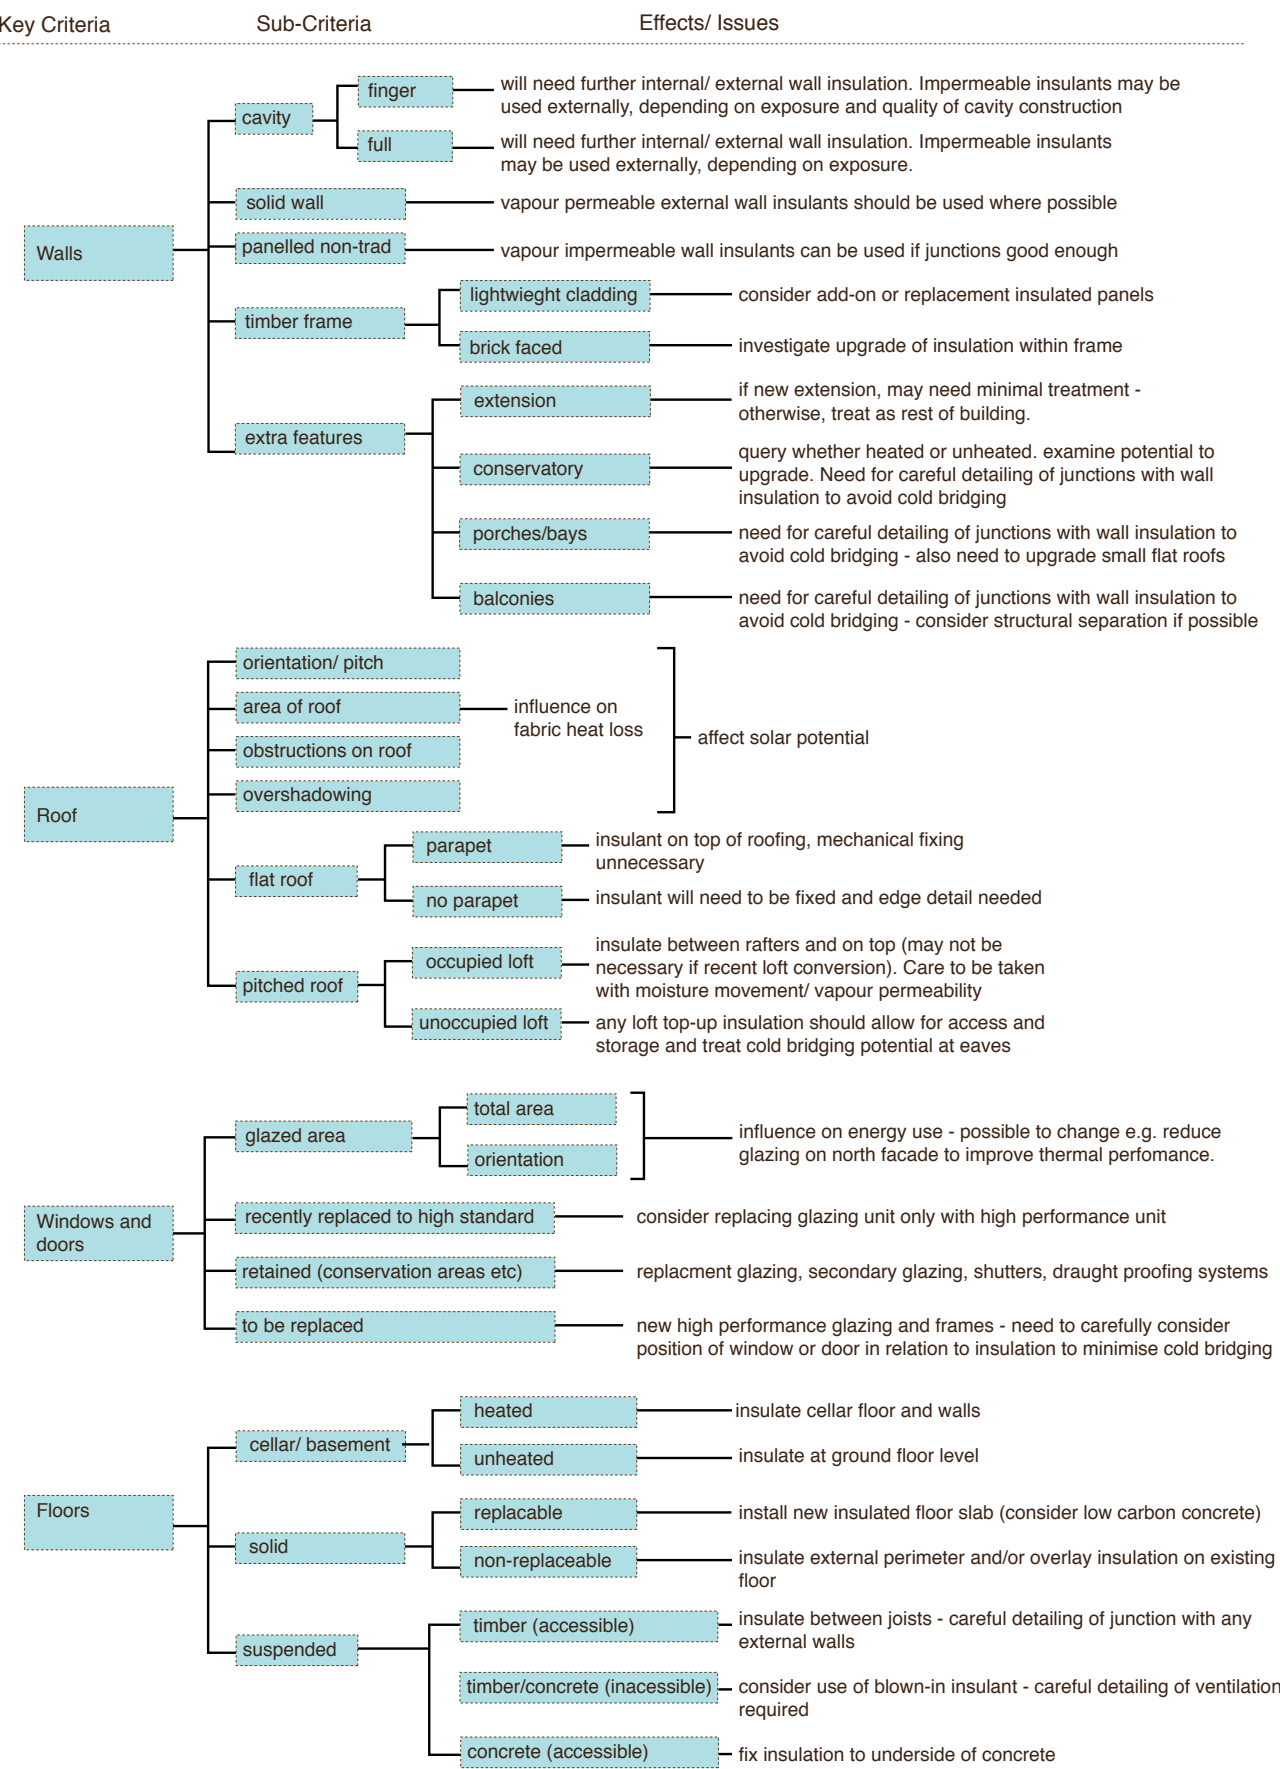 Key Criteria
Sub-Criteria
Effects/ Issues
Walls
cavity
finger
will need further internal/ external wall insulation. Impermeable insulants may be
used externally, depending on exposure and quality of cavity construction
full
will need further internal/ external wall insulation. Impermeable insulants
may be used externally, depending on exposure.
solid wall
vapour permeable external wall insulants should be used where possible
panelled non-trad
vapour impermeable wall insulants can be used if junctions good enough
timber frame
lightwieght cladding
consider add-on or replacement insulated panels
brick faced
investigate upgrade of insulation within frame
extra features
extension
if new extension, may need minimal treatment -
otherwise, treat as rest of building.
conservatory
query whether heated or unheated. examine potential to
upgrade. Need for careful detailing of junctions with wall
insulation to avoid cold bridging
porches/bays
need for careful detailing of junctions with wall insulation to
avoid cold bridging - also need to upgrade small flat roofs
balconies
need for careful detailing of junctions with wall insulation to
avoid cold bridging - consider structural separation if possible
Roof
orientation/ pitch
area of roof
influence on
fabric heat loss
obstructions on roof
overshadowing
affect solar potential
flat roof
parapet
insulant on top of roofing, mechanical fixing
unnecessary
no parapet
insulant will need to be fixed and edge detail needed
pitched roof
occupied loft
insulate between rafters and on top (may not be
necessary if recent loft conversion). Care to be taken
with moisture movement/ vapour permeability
unoccupied loft
any loft top-up insulation should allow for access and
storage and treat cold bridging potential at eaves
Windows and
doors
glazed area
total area
orientation
influence on energy use - possible to change e.g. reduce
glazing on north facade to improve thermal perfomance.
recently replaced to high standard
consider replacing glazing unit only with high performance unit
retained (conservation areas etc)
replacment glazing, secondary glazing, shutters, draught proofing systems
to be replaced
new high performance glazing and frames - need to carefully consider
position of window or door in relation to insulation to minimise cold bridging
Floors
cellar/ basement
heated
insulate cellar floor and walls
unheated
insulate at ground floor level
solid
replacable
install new insulated floor slab (consider low carbon concrete)
non-replaceable
insulate external perimeter and/or overlay insulation on existing
floor
suspended
timber (accessible)
insulate between joists - careful detailing of junction with any
external walls
timber/concrete (inacessible)
consider use of blown-in insulant - careful detailing of ventilation
required
concrete (accessible)
fix insulation to underside of concrete